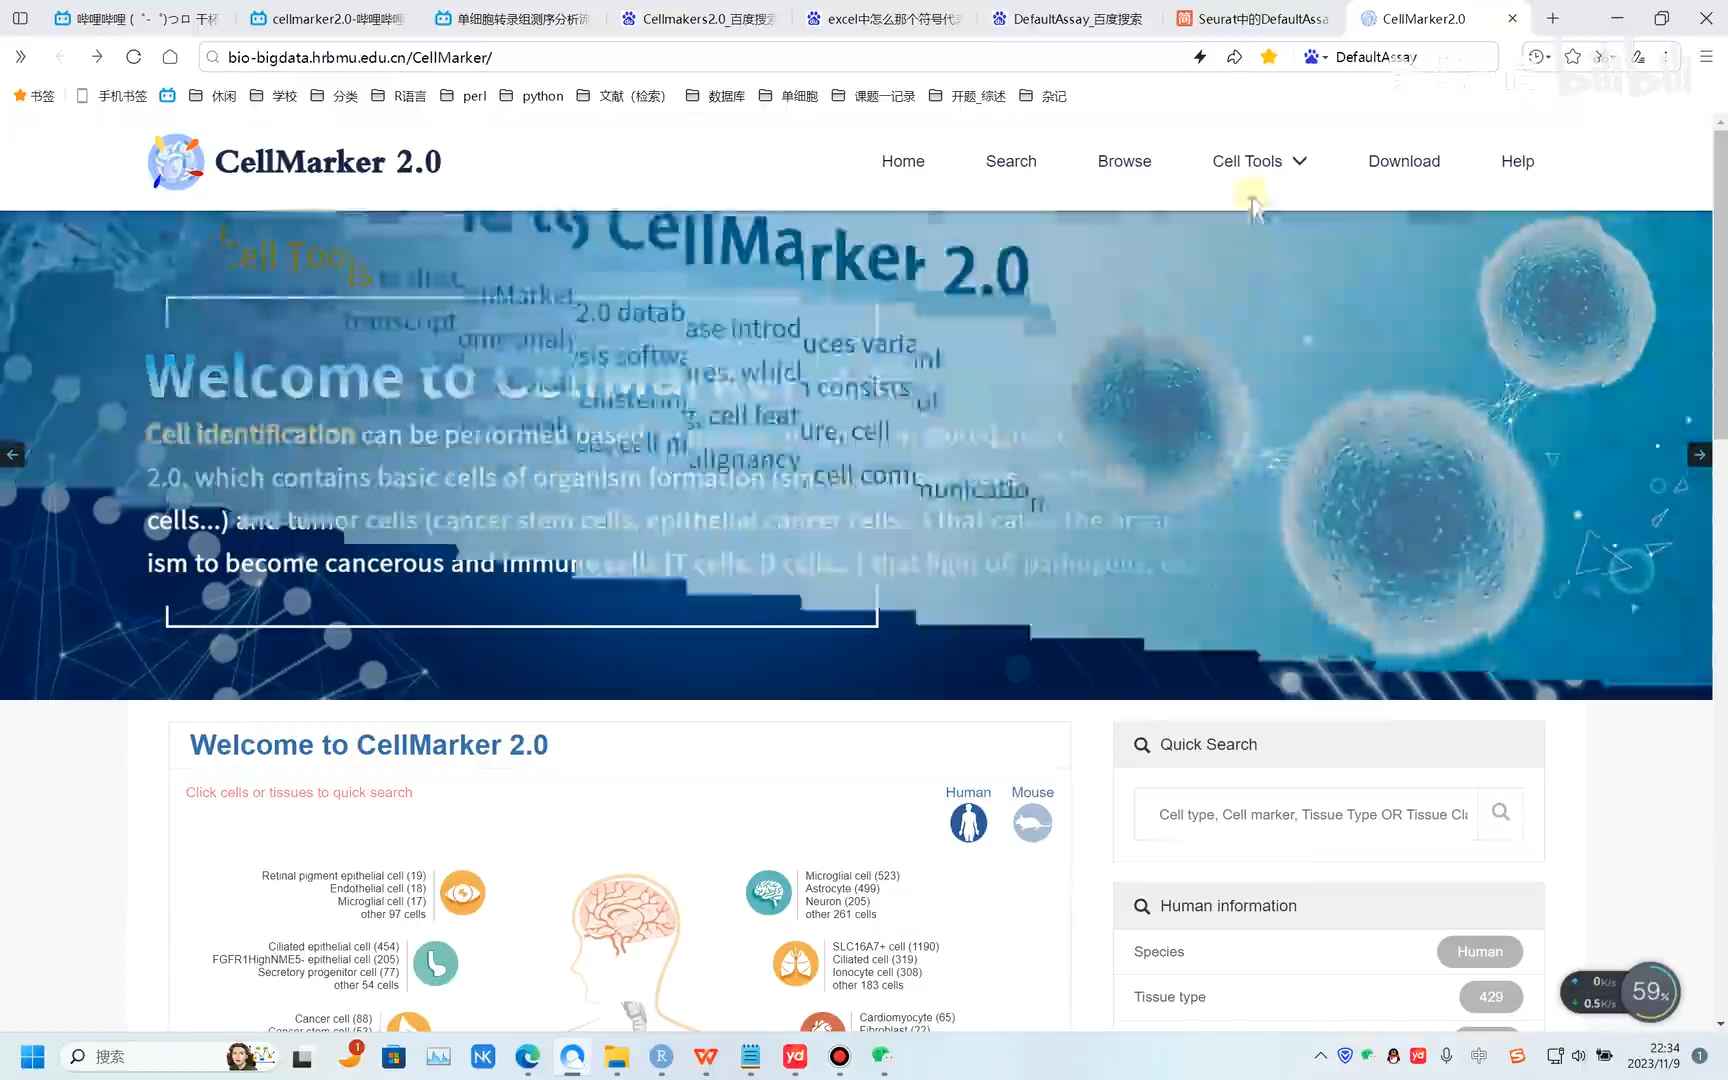 哔哩哔哩 (゜-゜)つロ 干杯
cellmarker2.0-哔哩哔哩
单细胞转录组测序分析流
Cellmakers2.0_百度搜索
excel中怎么那个符号代表
DefaultAssay_百度搜索
Seurat中的DefaultAssa
CellMarker2.0
bio-bigdata.hrbmu.edu.cn/CellMarker/
DefaultAssay
书签
手机书签
休闲
学校
分类
R语言
perl
python
文献（检索）
数据库
单细胞
课题一记录
开题_综述
杂记
CellMarker 2.0
Home
Search
Browse
Cell Tools
Download
Help
CellMarker 2.0
Cell Tools
Welcome to CellMarker
Cell identification can be performed based
2.0, which contains basic cells of organism formation
cells...) and tumor cells (cancer stem cells, epithelial cancer cells...) that cause the organ
ism to become cancerous and immune cells
Welcome to CellMarker 2.0
Click cells or tissues to quick search
Human
Mouse
Retinal pigment epithelial cell (19)
Endothelial cell (18)
Microglial cell (17)
other 97 cells
Ciliated epithelial cell (454)
FGFR1HighNME5- epithelial cell (205)
Secretory progenitor cell (77)
other 54 cells
Cancer cell (88)
Cancer stem cell (53)
Microglial cell (523)
Astrocyte (499)
Neuron (205)
other 261 cells
SLC16A7+ cell (1190)
Ciliated cell (319)
Ionocyte cell (308)
other 183 cells
Cardiomyocyte (65)
Fibroblast (22)
Quick Search
Cell type, Cell marker, Tissue Type OR Tissue Cl
Human information
Species
Human
Tissue type
429
0K/s
0.5K/s
59%
搜索
1
NK
R
W
yd
yd
中
22:34
2023/11/9
1